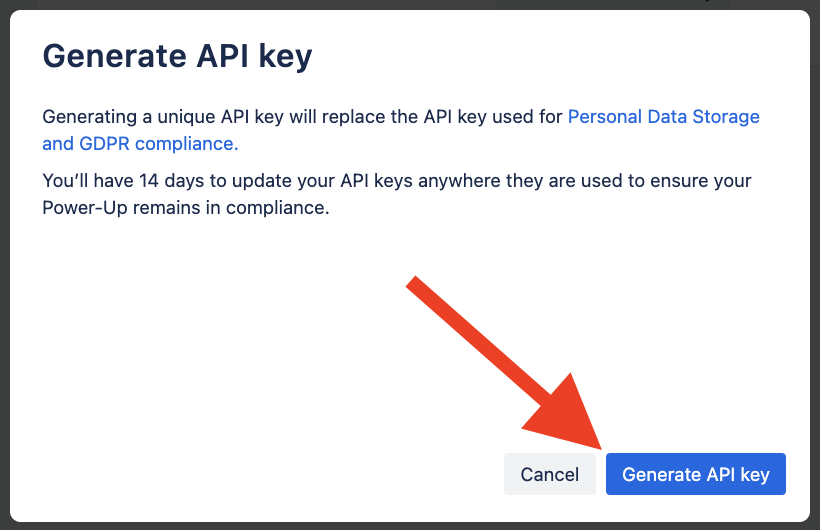 Generate API key
Generating a unique API key will replace the API key used for Personal Data Storage
and GDPR compliance.
You’ll have 14 days to update your API keys anywhere they are used to ensure your
Power-Up remains in compliance.
Cancel
Generate API key